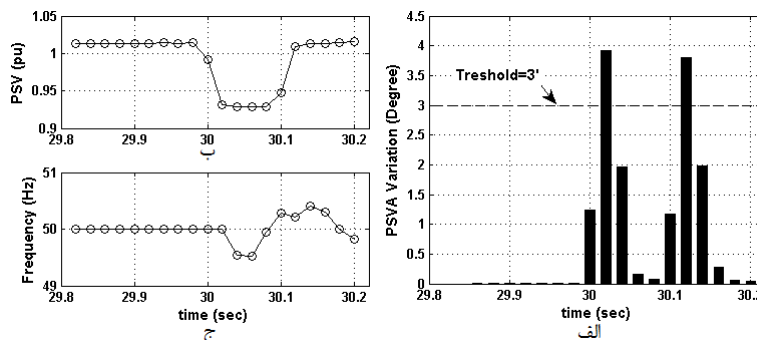 1.05
1
0.95
0.9
PSV (pu)
29.8 29.9 30 30.1 30.2
ب
51
50
49
Frequency (Hz)
29.8 29.9 30 30.1 30.2
time (sec)
ج
4.5
4
3.5
3
2.5
2
1.5
1
0.5
0
PSVA Variation (Degree)
Treshold=3'
29.8 29.9 30 30.1 30.2
time (sec)
الف